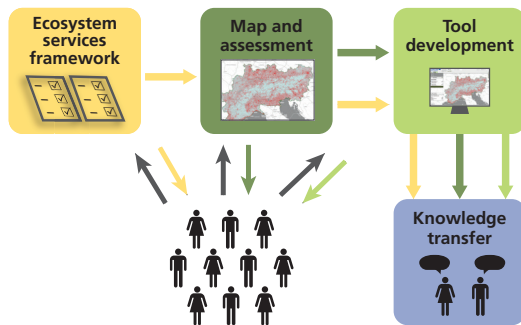 Ecosystem
services
framework
Map and
assessment
Tool
development
Knowledge
transfer